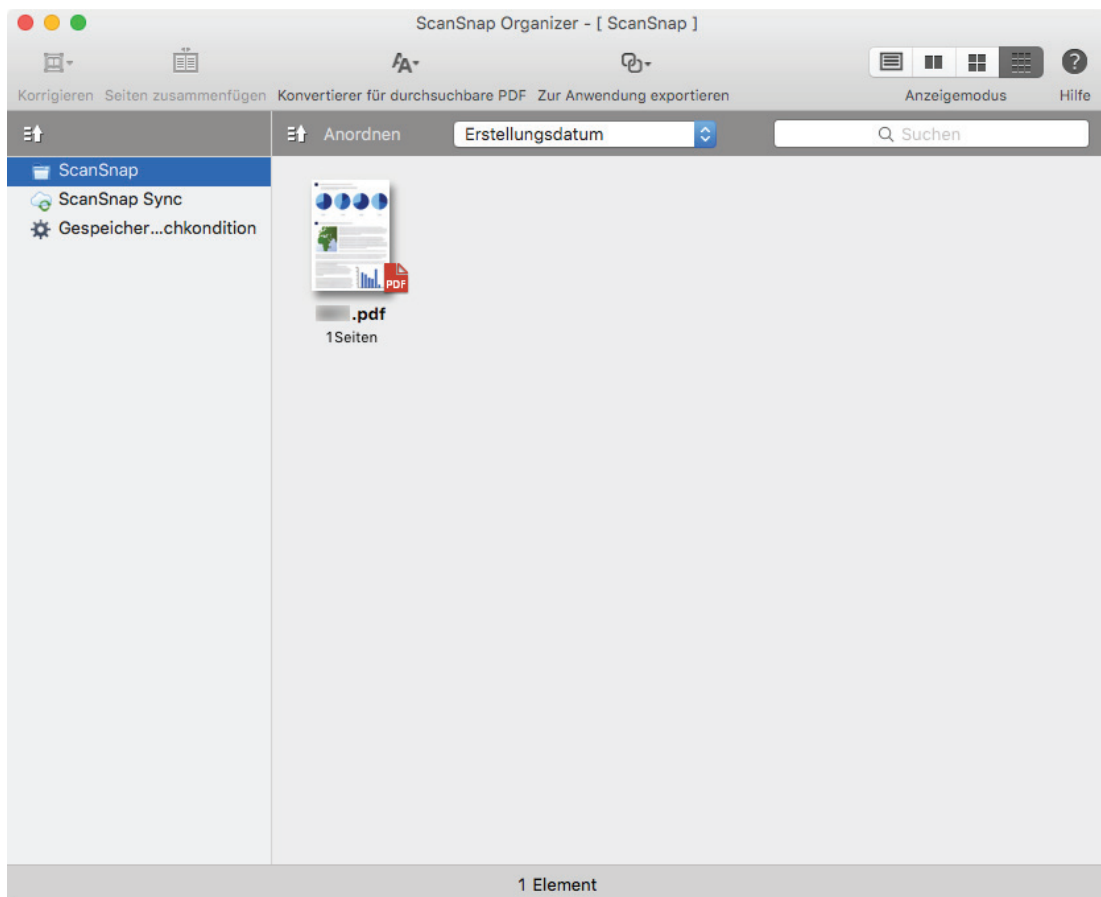 ScanSnap Organizer - [ ScanSnap ]
Korrigieren Seiten zusammenfügen Konvertierer für durchsuchbare PDF Zur Anwendung exportieren Anzeigemodus Hilfe
Anordnen Erstellungsdatum Suchen
ScanSnap
ScanSnap Sync
Gespeicher...chkondition
PDF
.pdf
1Seiten
1 Element